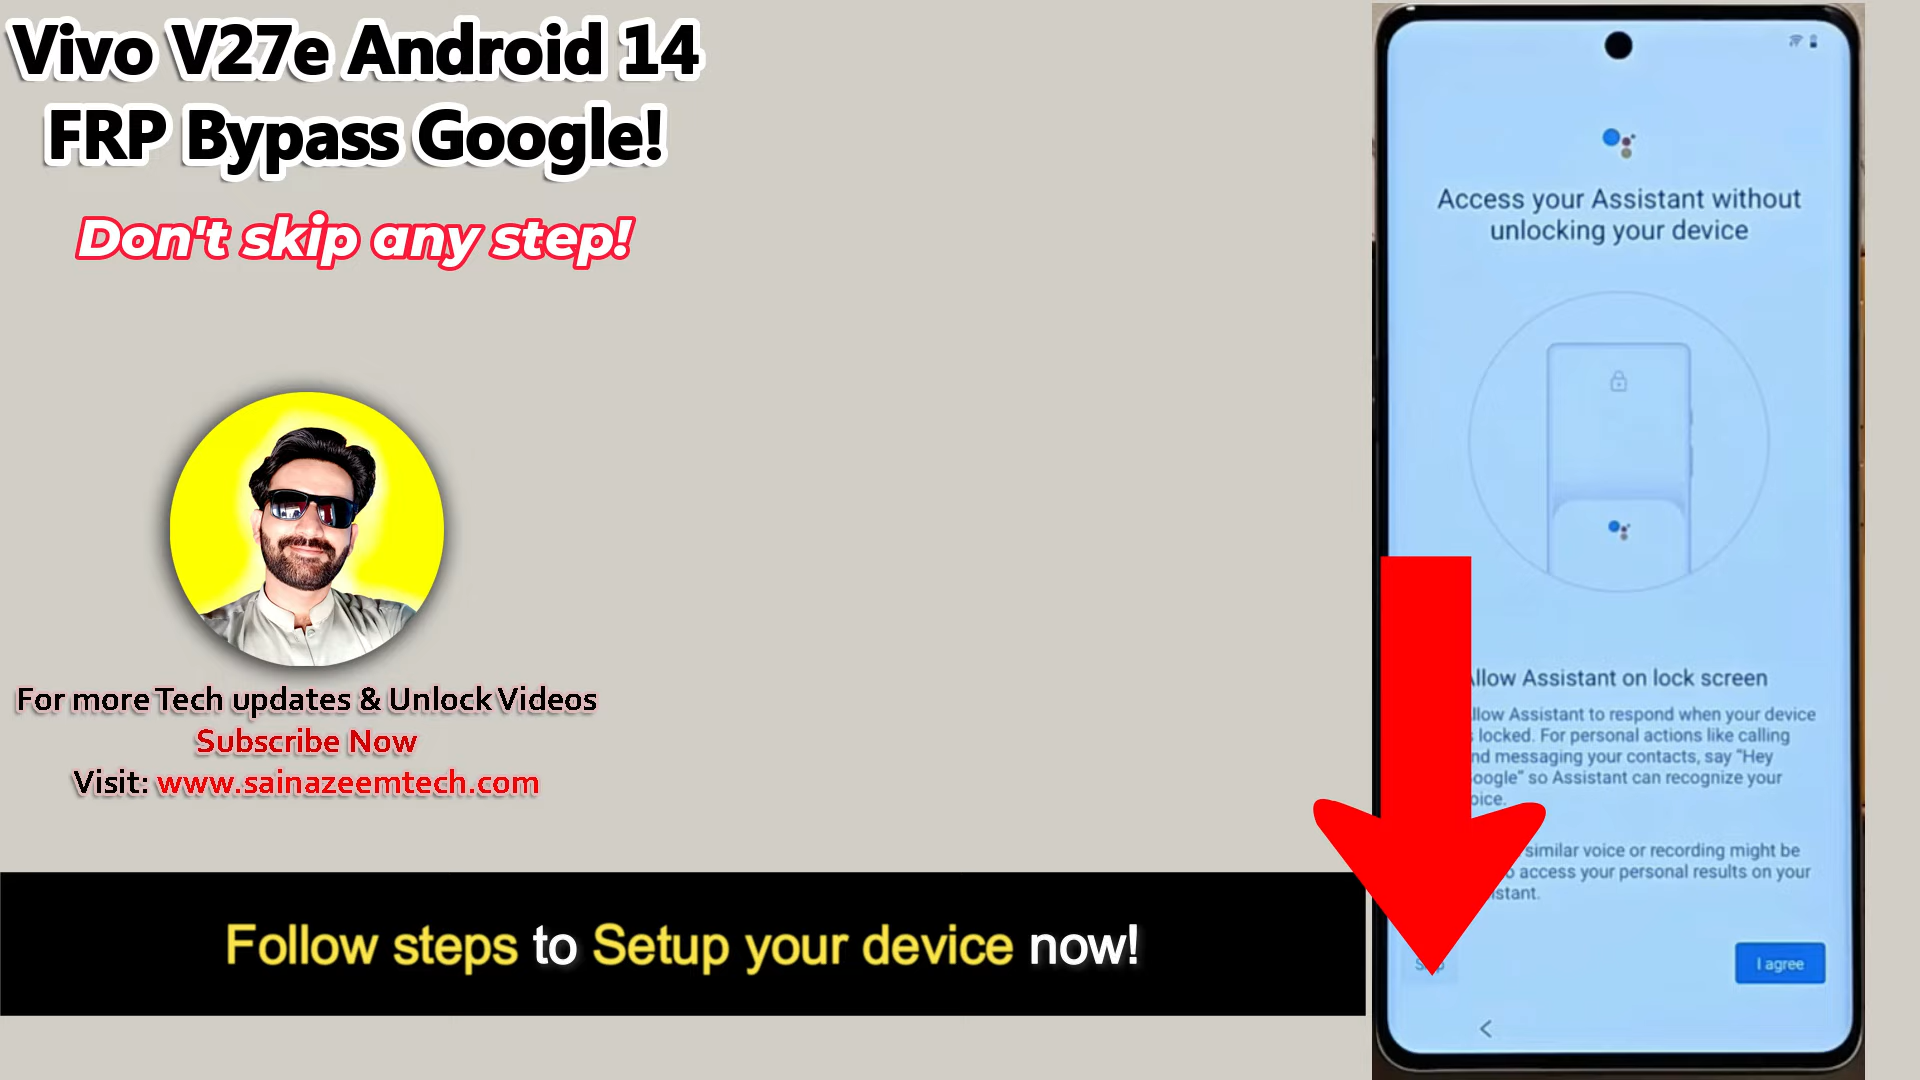 Vivo V27e Android 14
FRP Bypass Google!
Don't skip any step!
For more Tech updates & Unlock Videos
Subscribe Now
Visit: www.sainazeemtech.com
Follow steps to Setup your device now!
Access your Assistant without
unlocking your device
llow Assistant on lock screen
llow Assistant to respond when your device
locked. For personal actions like calling
nd messaging your contacts, say “Hey
oogle” so Assistant can recognize your
oice.
similar voice or recording might be
o access your personal results on your
istant.
I agree